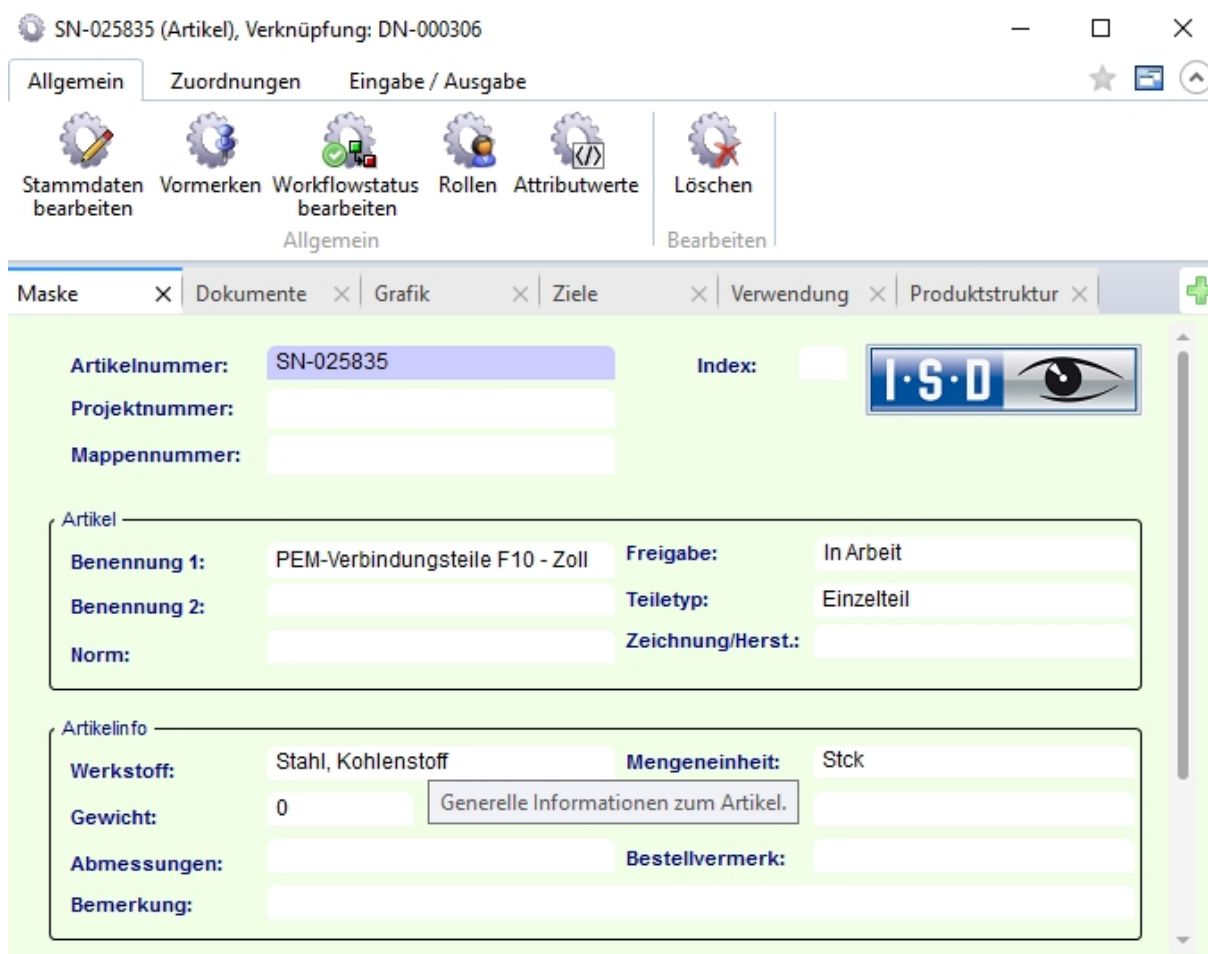 SN-025835 (Artikel), Verknüpfung: DN-000306
Allgemein Zuordnungen Eingabe / Ausgabe
Stammdaten bearbeiten
Vormerken
Workflowstatus bearbeiten
Rollen
Attributwerte
Löschen
Allgemein
Bearbeiten
Maske Dokumente Grafik Ziele Verwendung Produktstruktur
Artikelnummer: SN-025835 Index:
I·S·D
Projektnummer:
Mappennummer:
Artikel
Benennung 1: PEM-Verbindungsteile F10 - Zoll Freigabe: In Arbeit
Benennung 2: Teiletyp: Einzelteil
Norm: Zeichnung/Herst.:
Artikelinfo
Werkstoff: Stahl, Kohlenstoff Mengeneinheit: Stck
Gewicht: 0 Generelle Informationen zum Artikel.
Abmessungen: Bestellvermerk:
Bemerkung: